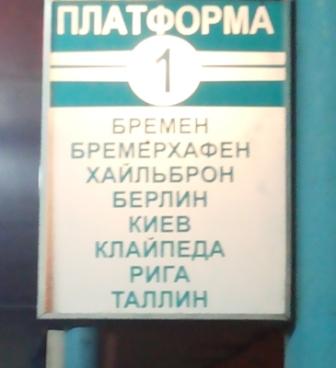 ПЛАТФОРМА
1
БРЕМЕН
БРЕМЕРХАФЕН
ХАЙЛЬБРОН
БЕРЛИН
КИЕВ
КЛАЙПЕДА
РИГА
ТАЛЛИН